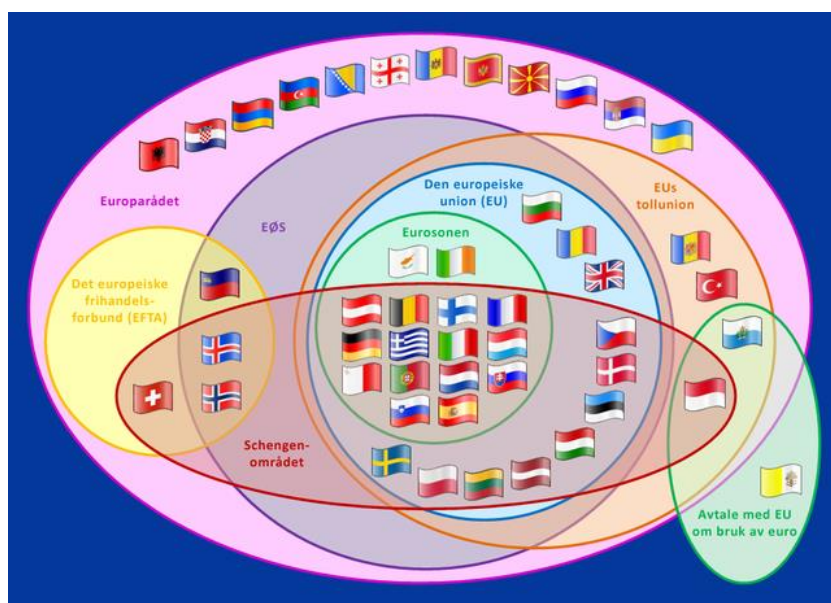 Europarådet
EØS
Den europeiske
union (EU)
EUs
tollunion
Eurosonen
Det europeiske
frihandels-
forbund (EFTA)
Schengen-
området
Avtale med EU
om bruk av euro